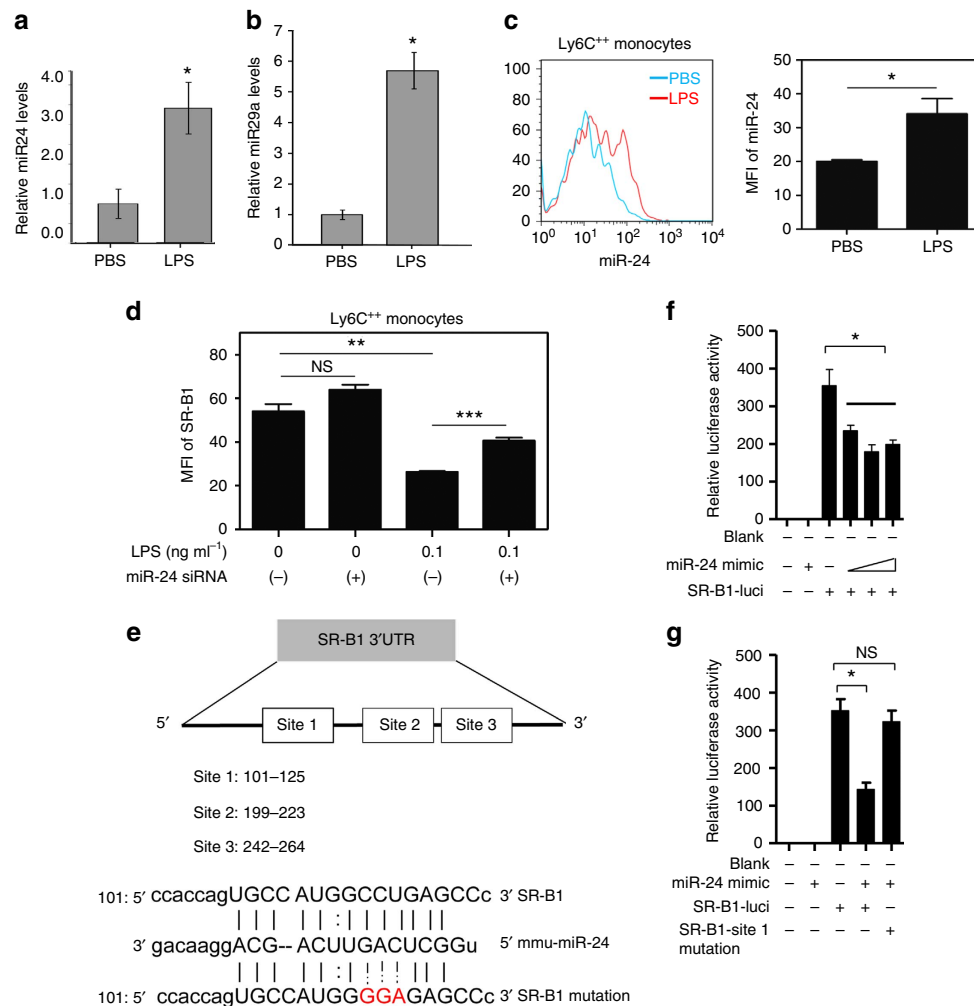 a
Relative miR24 levels
4.0
3.0
2.0
1.0
0.0
*
PBS LPS
b
Relative miR29a levels
7
6
5
4
3
2
1
0
*
PBS LPS
c
Ly6C++ monocytes
100
80
60
40
20
0
PBS
LPS
10⁰ 10¹ 10² 10³ 10⁴
miR-24
MFI of miR-24
50
40
30
20
10
0
*
PBS LPS
d
Ly6C++ monocytes
MFI of SR-B1
80
60
40
20
0
**
NS
***
LPS (ng ml⁻¹) 0 0 0.1 0.1
miR-24 siRNA (–) (+) (–) (+)
e
SR-B1 3′UTR
5′ Site 1 Site 2 Site 3 3′
Site 1: 101–125
Site 2: 199–223
Site 3: 242–264
101: 5′ ccaccagUGCC AUGGCCUGAGCCc 3′ SR-B1
3′ gacaaggACG-- ACUUGACUCGGu 5′ mmu-miR-24
101: 5′ ccaccagUGCCAUGGGGAGAGCCc 3′ SR-B1 mutation
f
Relative luciferase activity
500
400
300
200
100
0
*
Blank – – – – – –
miR-24 mimic – + –
SR-B1-luci – – + + + +
g
Relative luciferase activity
500
400
300
200
100
0
NS
*
Blank – – – – –
miR-24 mimic – + – + +
SR-B1-luci – – + + –
SR-B1-site 1 – – – – +
mutation